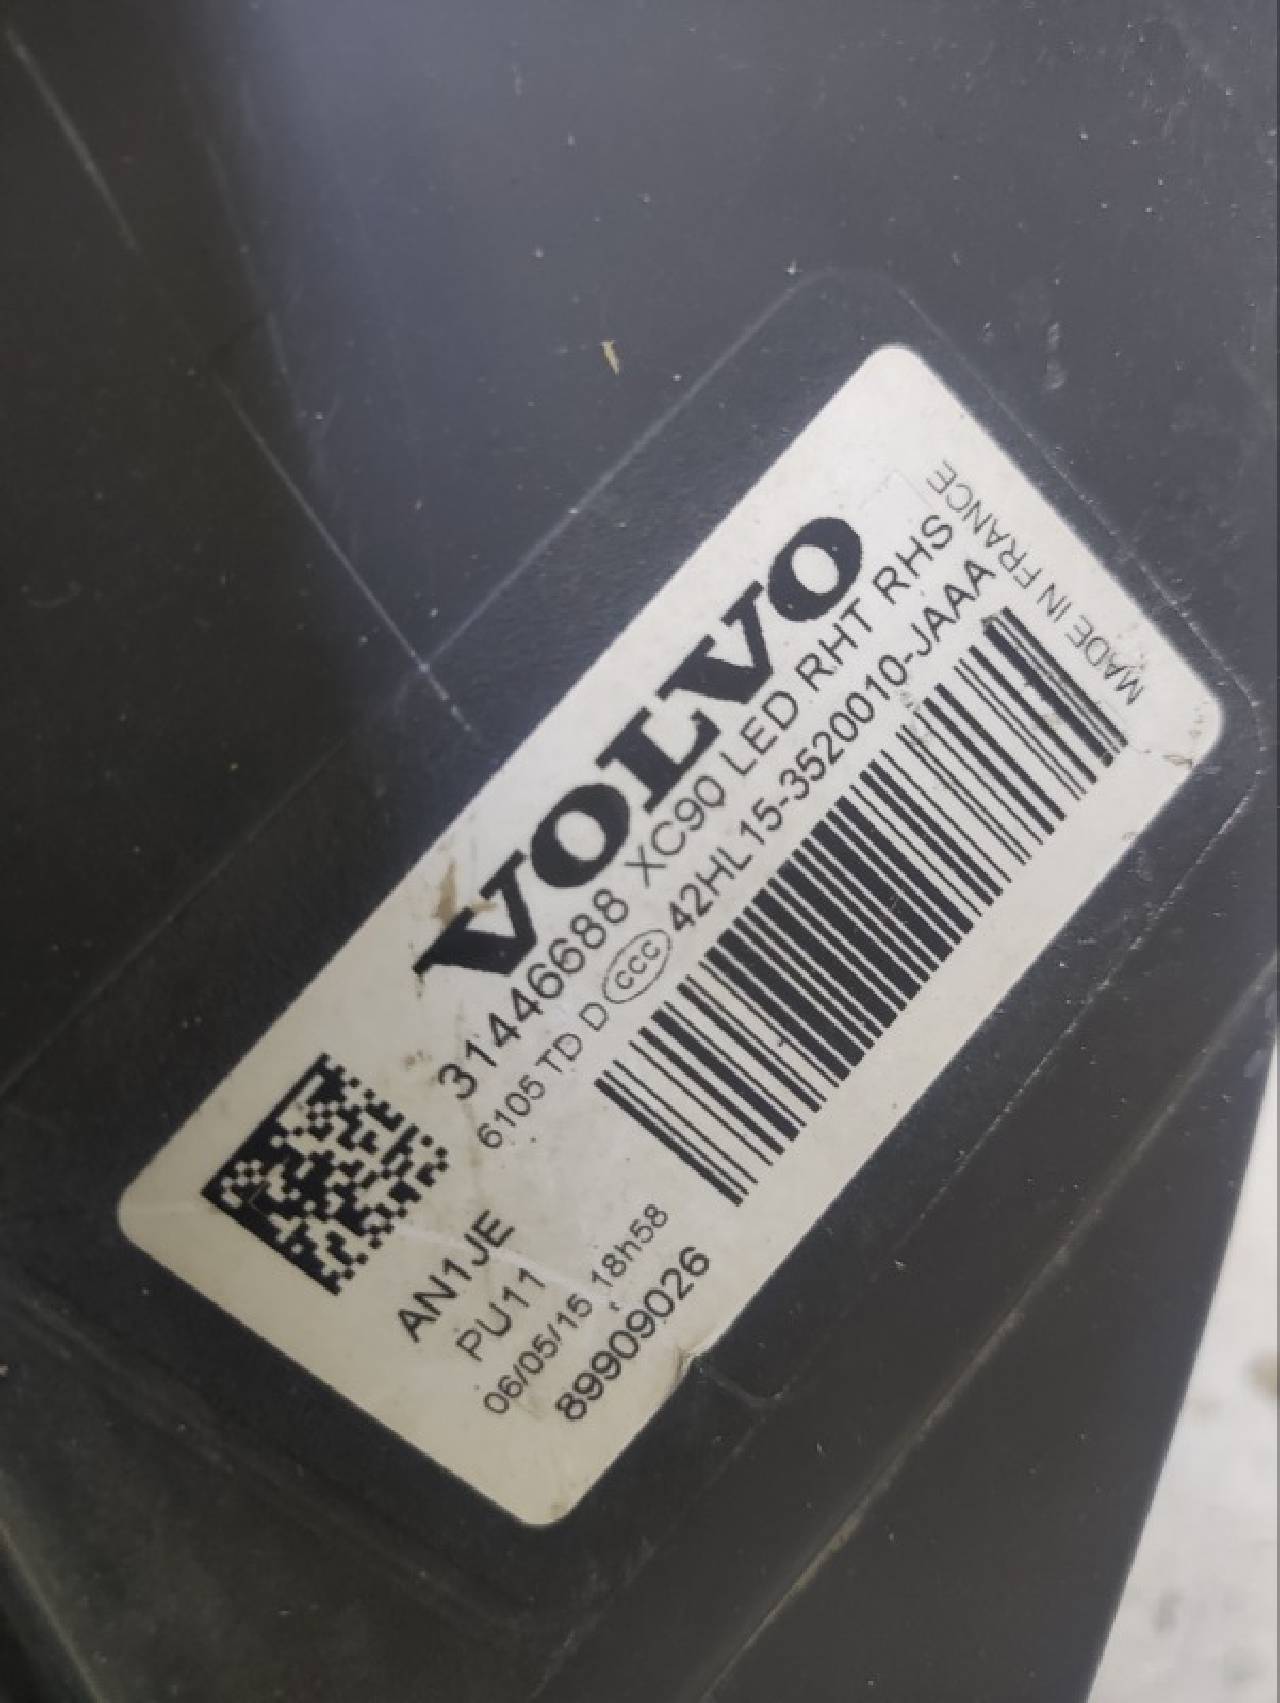 VOLVO
31446688 XC90 LED RHT RHS
6105 TD D CCC 42HL15-3520010-JAAA
MADE IN FRANCE
AN1JE
PU11
06/05/15 18h58
89909026